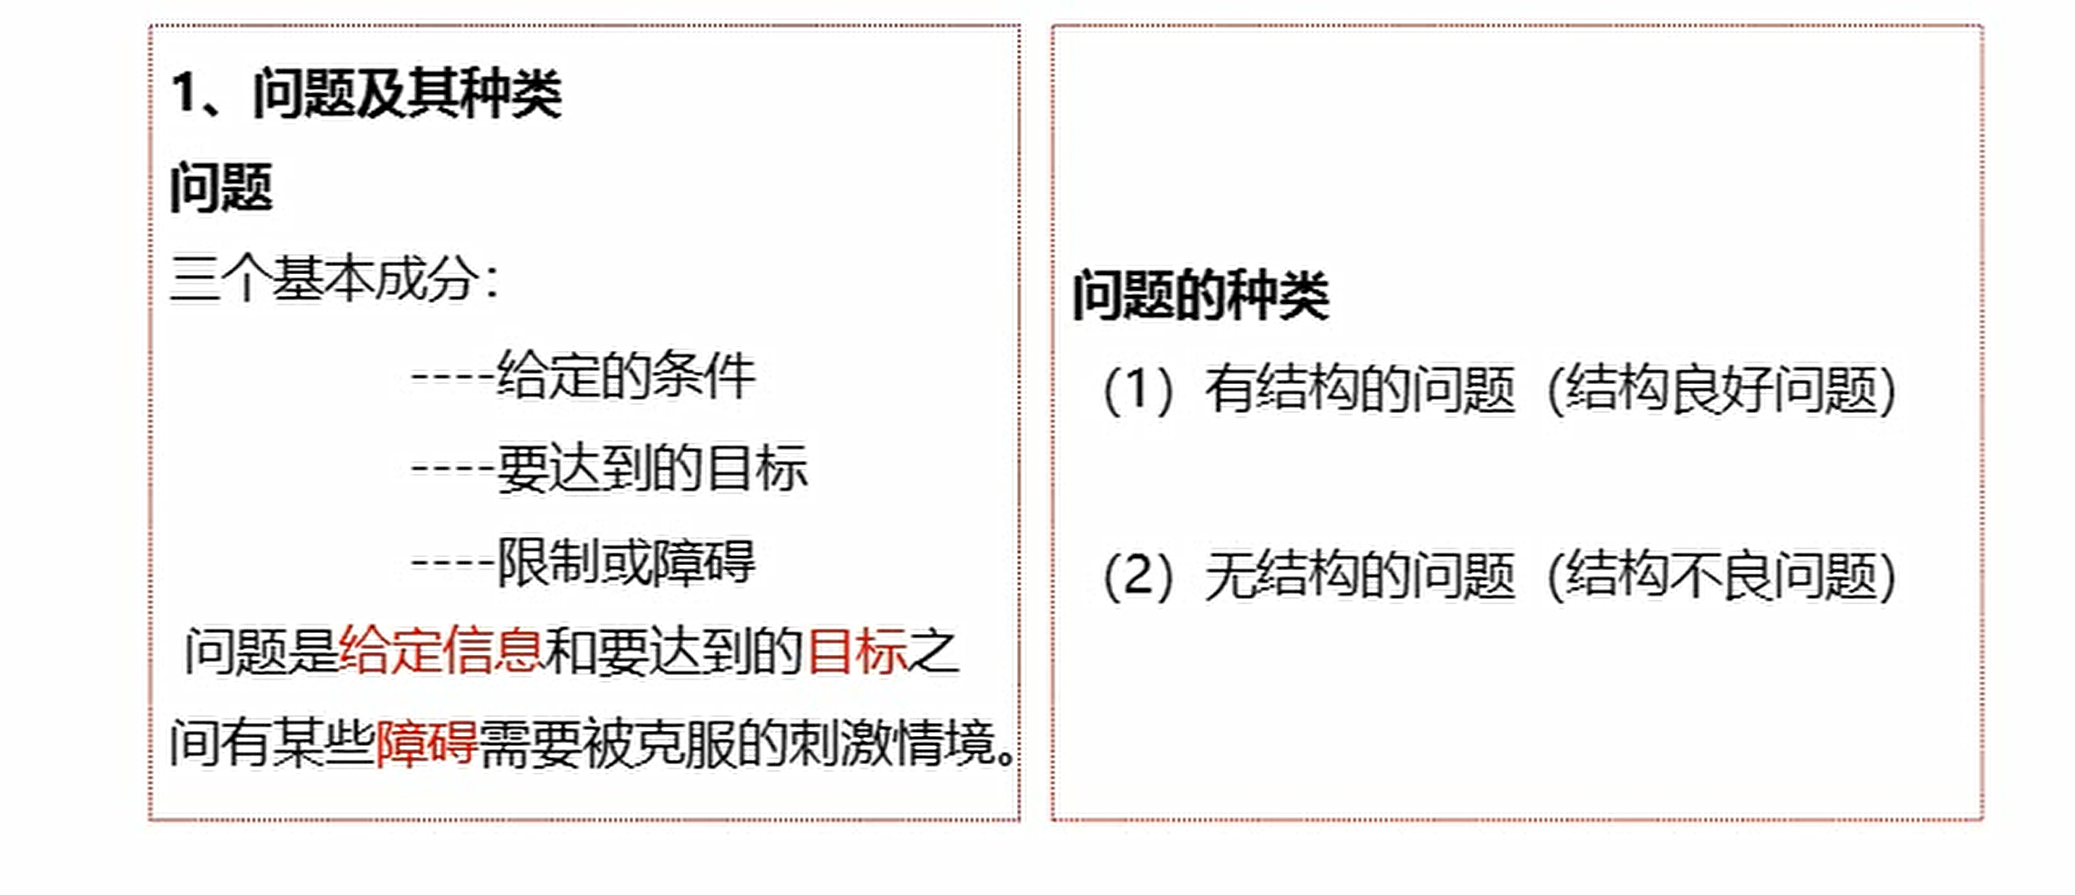 1、问题及其种类
问题
三个基本成分：
----给定的条件
----要达到的目标
----限制或障碍
问题是给定信息和要达到的目标之
间有某些障碍需要被克服的刺激情境。
问题的种类
（1）有结构的问题（结构良好问题）
（2）无结构的问题（结构不良问题）